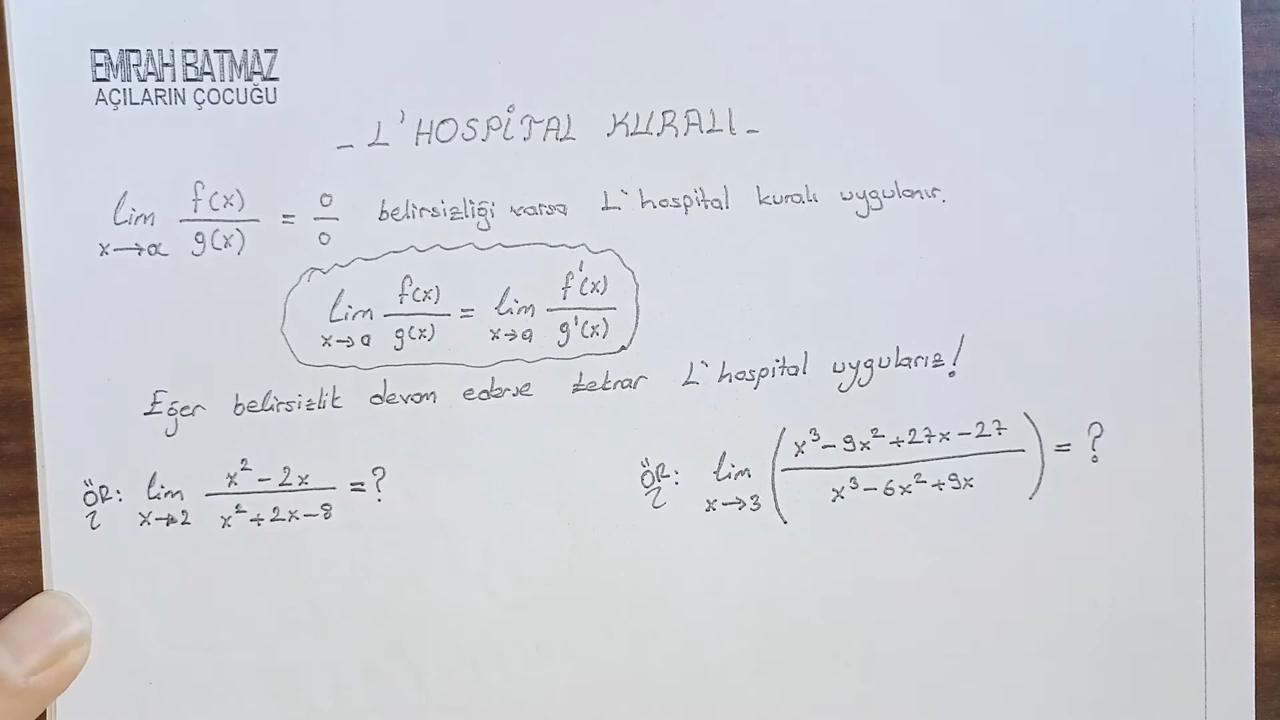 EMRAH BATMAZ
AÇILARIN ÇOCUĞU
- L'HOSPİTAL KURALI -
lim x→a f(x)/g(x) = 0/0 belirsizliği varsa L'hospital kuralı uygulanır.
lim x→a f(x)/g(x) = lim x→a f'(x)/g'(x)
Eğer belirsizlik devam ederse tekrar L'hospital uygularız!
ÖR: lim x→2 x²-2x/x²+2x-8 = ?
ÖR: lim x→3 (x³-9x²+27x-27/x³-6x²+9x) = ?